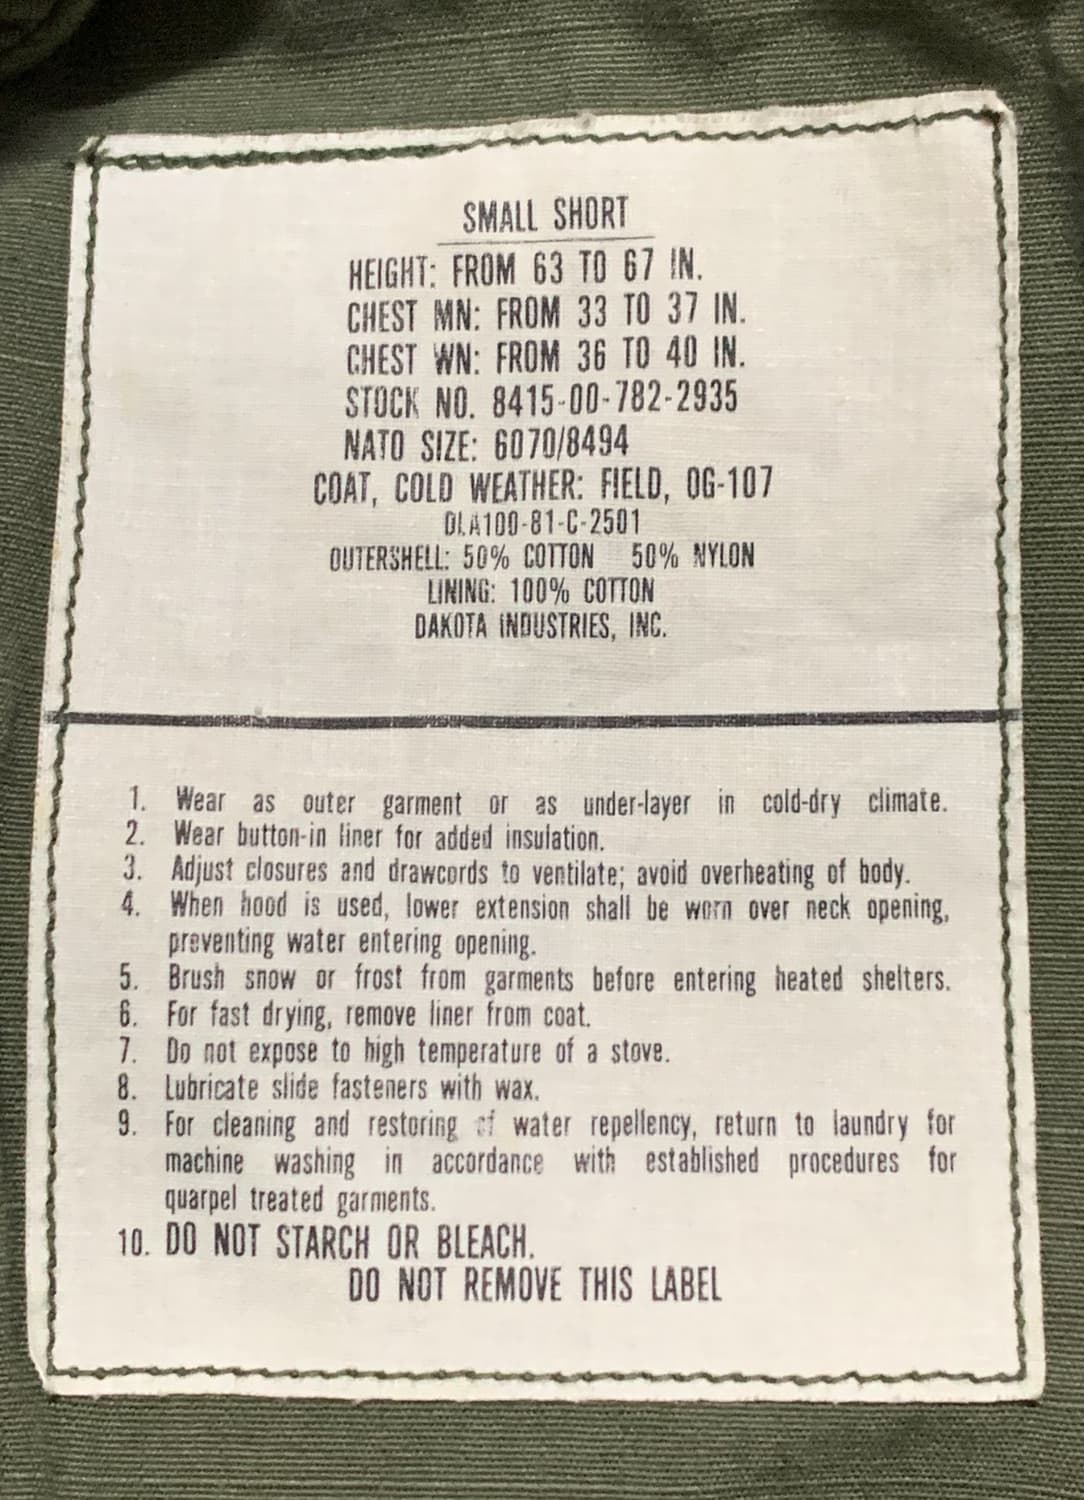 SMALL SHORT
HEIGHT: FROM 63 TO 67 IN.
CHEST MN: FROM 33 TO 37 IN.
CHEST WN: FROM 36 TO 40 IN.
STOCK NO. 8415-00-782-2935
NATO SIZE: 6070/8494
COAT, COLD WEATHER: FIELD, OG-107
DLA100-81-C-2501
OUTERSHELL: 50% COTTON 50% NYLON
LINING: 100% COTTON
DAKOTA INDUSTRIES, INC.
1. Wear as outer garment or as under-layer in cold-dry climate.
2. Wear button-in liner for added insulation.
3. Adjust closures and drawcords to ventilate; avoid overheating of body.
4. When hood is used, lower extension shall be worn over neck opening,
preventing water entering opening.
5. Brush snow or frost from garments before entering heated shelters.
6. For fast drying, remove liner from coat.
7. Do not expose to high temperature of a stove.
8. Lubricate slide fasteners with wax.
9. For cleaning and restoring of water repellency, return to laundry for
machine washing in accordance with established procedures for
quarpel treated garments.
10. DO NOT STARCH OR BLEACH.
DO NOT REMOVE THIS LABEL